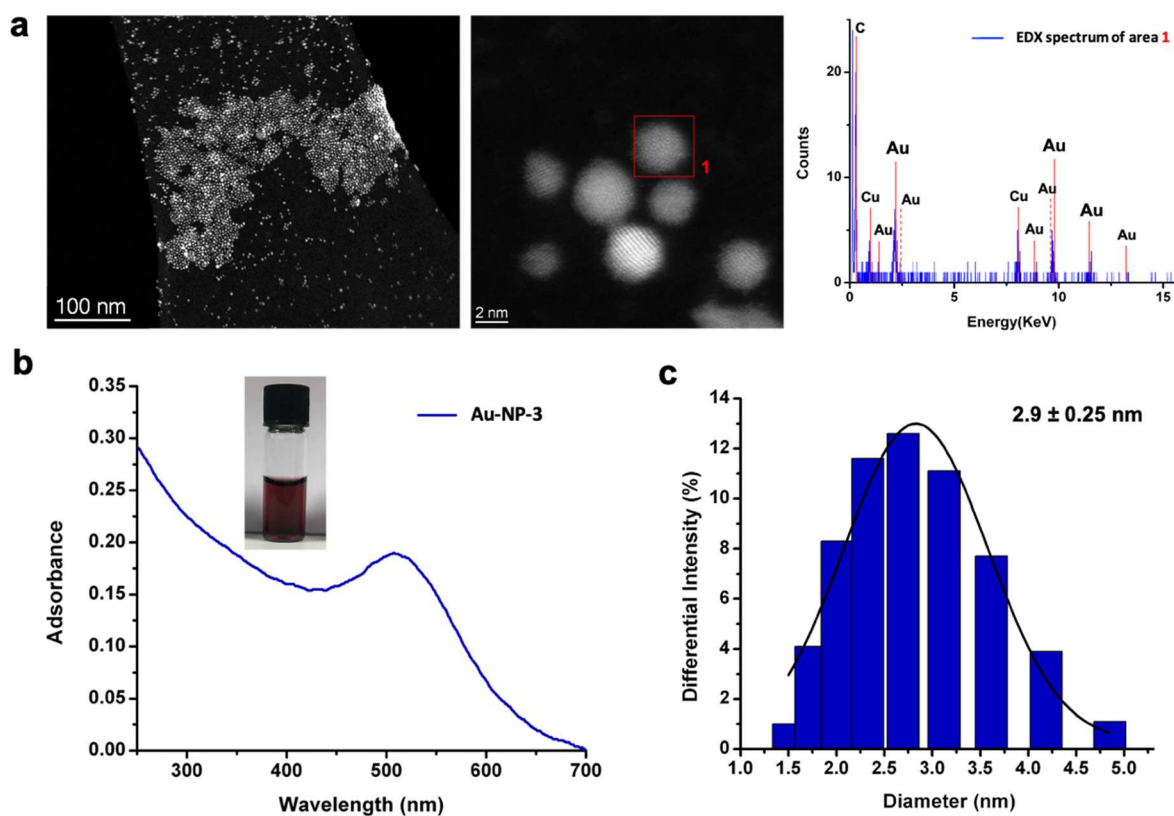 a
100 nm
1
2 nm
EDX spectrum of area 1
C
Cu
Au
Au
Au
Cu
Au
Au
Au
Au
Au
Counts
0
5
10
15
20
Energy(KeV)
0
5
10
15
b
Au-NP-3
Adsorbance
0.35
0.30
0.25
0.20
0.15
0.10
0.05
0.00
300
400
500
600
700
Wavelength (nm)
c
2.9 ± 0.25 nm
Differential Intensity (%)
14
12
10
8
6
4
2
0
1.0
1.5
2.0
2.5
3.0
3.5
4.0
4.5
5.0
Diameter (nm)